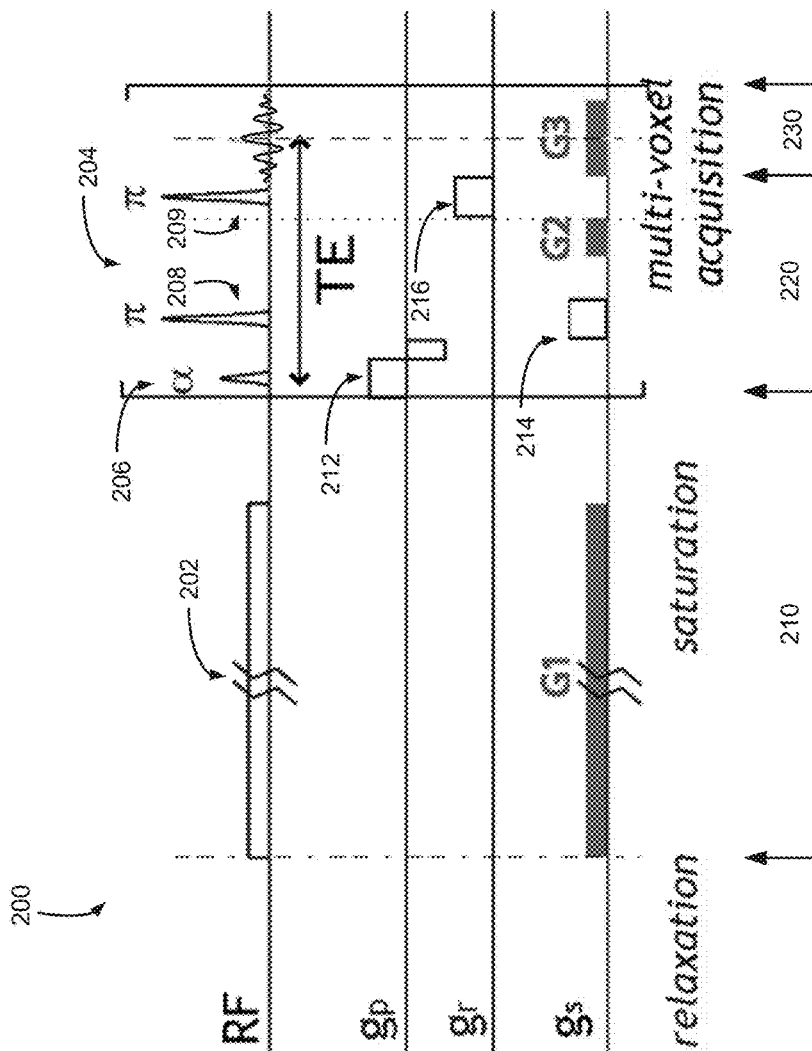 200
202
204
206
208
209
α
π
π
RF
TE
212
216
214
gp
gr
gs
G1
G2
G3
relaxation
saturation
multi-voxel
acquisition
210
220
230